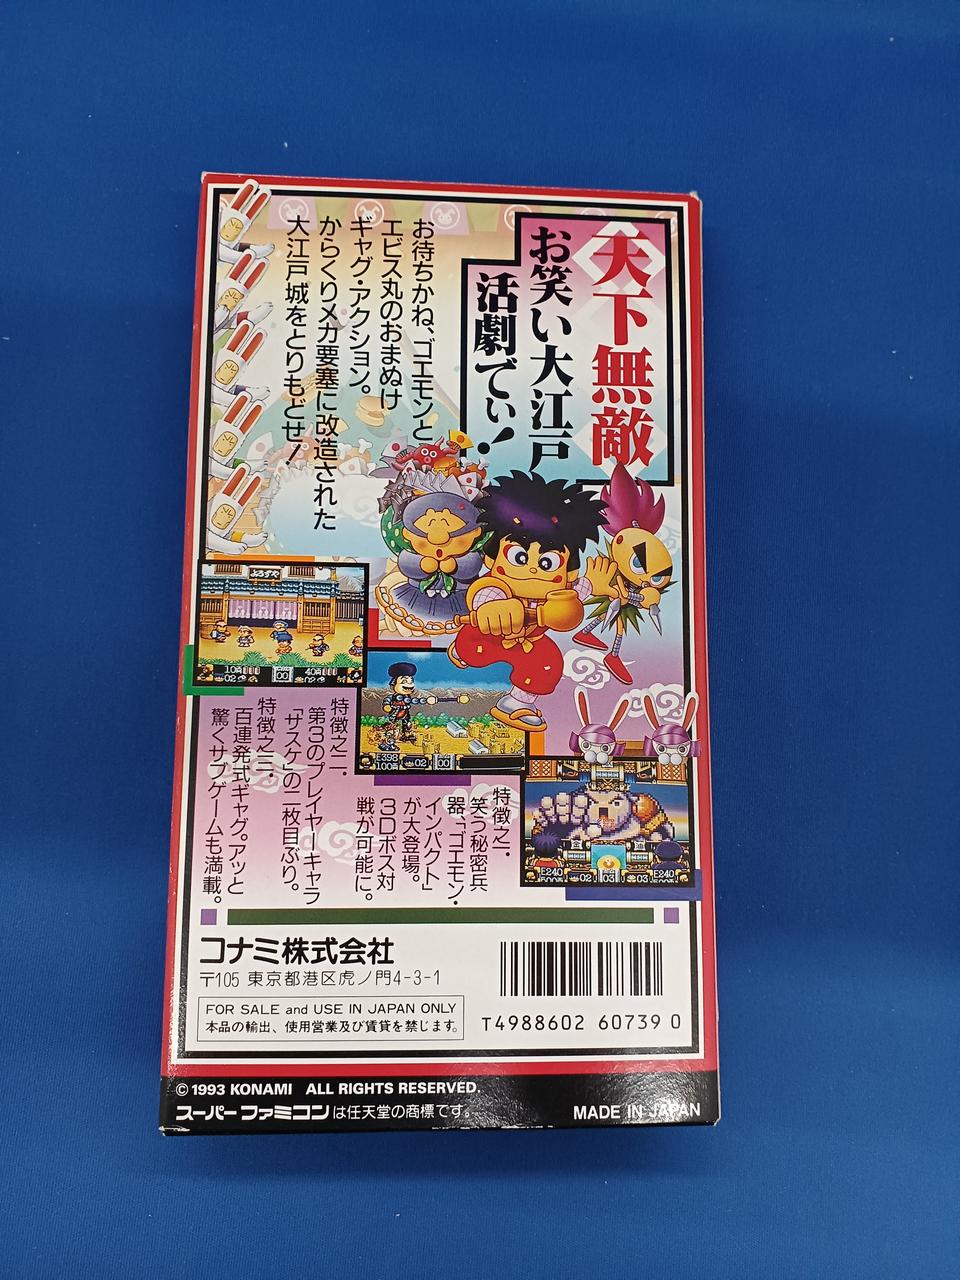 天下無敵
お笑い大江戸
活劇でい!
お待ちかね、ゴエモンと
エビス丸のおまぬけ
ギャグ・アクション。
からくりメカ要塞に改造された
大江戸城をとりもどせ!
よろずや
特徴之一.
笑う秘密兵
器、「ゴエモン・
インパクト」
が大登場。
3Dボス対
戦が可能に。
特徴之二.
第3のプレイヤーキャラ
「サスケ」の二枚目ぶり。
特徴之三.
百連発式ギャグ。アッと
驚くサブゲームも満載。
コナミ株式会社
〒105 東京都港区虎ノ門4-3-1
FOR SALE and USE IN JAPAN ONLY
本品の輸出、使用営業及び賃貸を禁じます。
T4988602 60739 0
© 1993 KONAMI ALL RIGHTS RESERVED.
スーパーファミコンは任天堂の商標です。
MADE IN JAPAN